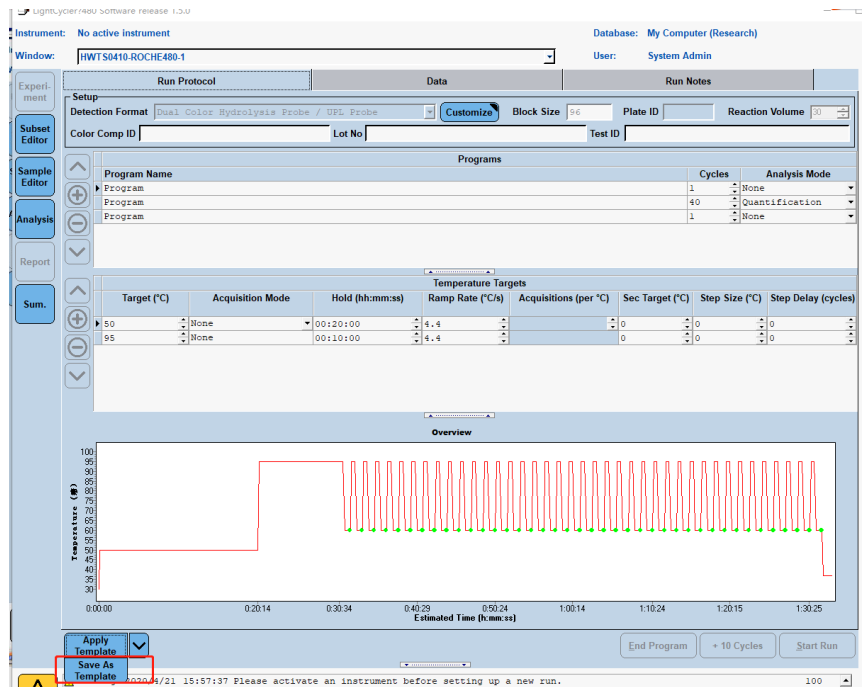 LightCycler®480 Software release 1.5.0
Instrument: No active instrument Database: My Computer (Research)
Window: HWTS0410-ROCHE480-1 User: System Admin
Experi-
ment
Run Protocol Data Run Notes
Setup
Detection Format Dual Color Hydrolysis Probe / UPL Probe Customize Block Size 96 Plate ID Reaction Volume 30
Color Comp ID Lot No Test ID
Subset
Editor
Sample
Editor
Analysis
Report
Sum.
Programs
Program Name Cycles Analysis Mode
Program 1 None
Program 40 Quantification
Program 1 None
Temperature Targets
Target (°C) Acquisition Mode Hold (hh:mm:ss) Ramp Rate (°C/s) Acquisitions (per °C) Sec Target (°C) Step Size (°C) Step Delay (cycles)
50 None 00:20:00 4.4 0 0 0
95 None 00:10:00 4.4 0 0 0
Overview
Temperature
100
95
90
85
80
75
70
65
60
55
50
45
40
35
30
0:00:00 0:20:14 0:30:34 0:40:29 0:50:24 1:00:14 1:10:24 1:20:15 1:30:25
Estimated Time (h:mm:ss)
Apply
Template
End Program + 10 Cycles Start Run
Save As
Template
2020/4/21 15:57:37 Please activate an instrument before setting up a new run. 100